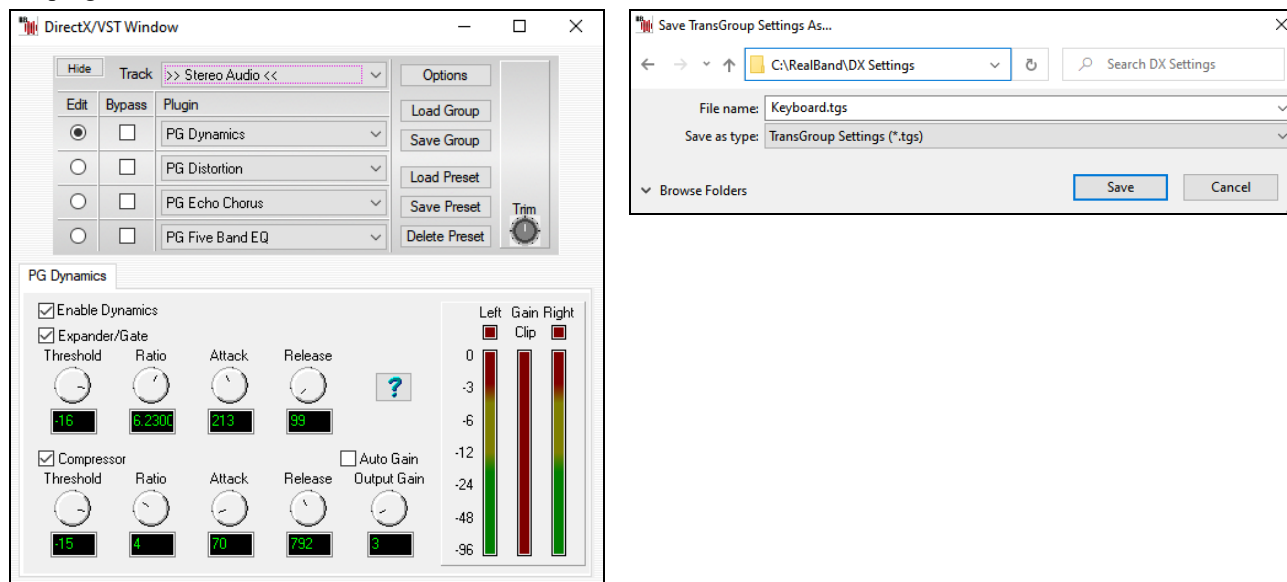 DirectX/VST Window
Hide Track >> Stereo Audio << Options
Edit Bypass Plugin Load Group
PG Dynamics Save Group
PG Distortion Load Preset
PG Echo Chorus Save Preset Trim
PG Five Band EQ Delete Preset
PG Dynamics
Enable Dynamics Left Gain Right
Expander/Gate Clip
Threshold Ratio Attack Release 0
? -3
-16 6.230 213 99 -6
Compressor Auto Gain -12
Threshold Ratio Attack Release Output Gain -24
-48
-15 4 70 792 3 -96
Save TransGroup Settings As...
C:\RealBand\DX Settings Search DX Settings
File name: Keyboard.tgs
Save as type: TransGroup Settings (*.tgs)
Browse Folders Save Cancel